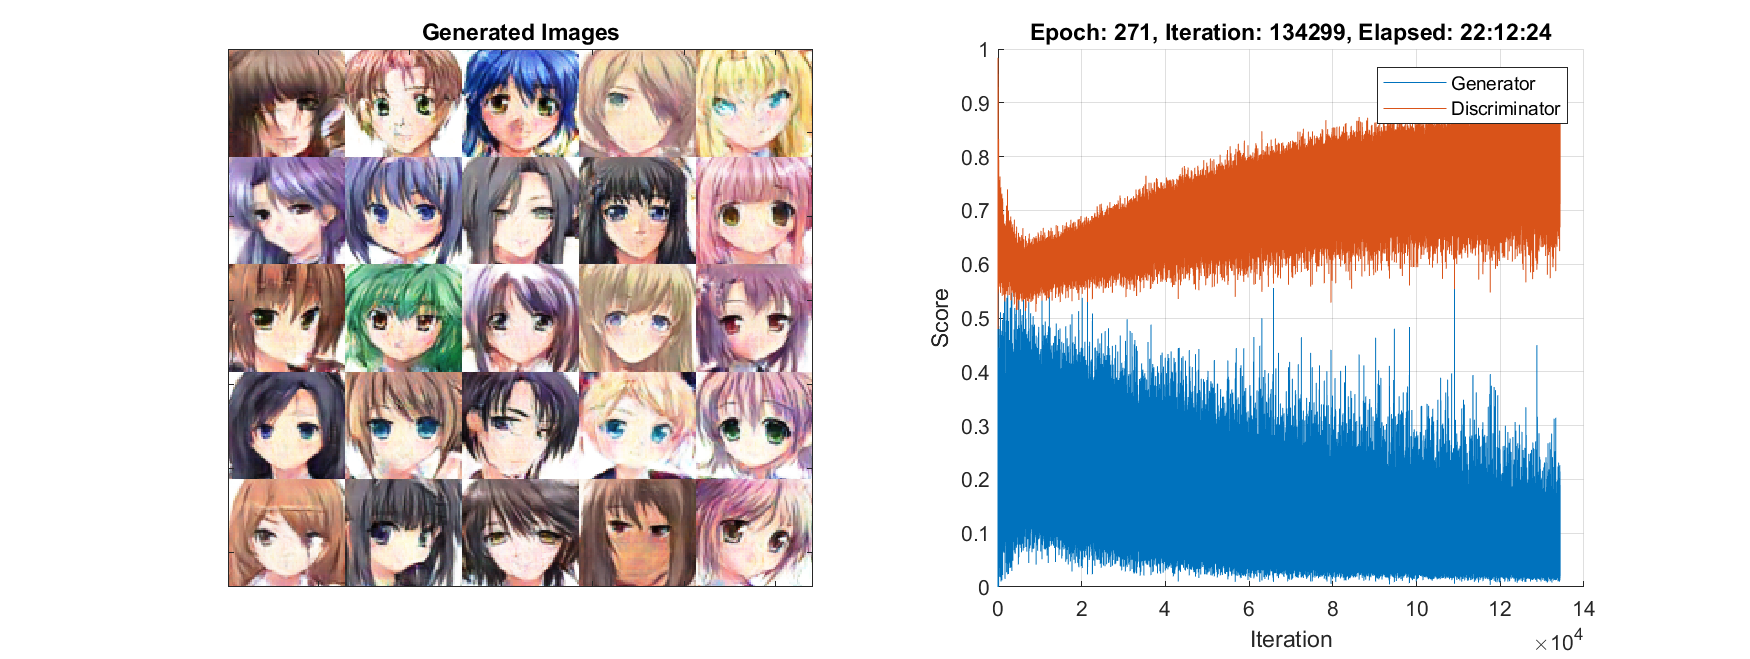 Generated Images
Epoch: 271, Iteration: 134299, Elapsed: 22:12:24
Generator
Discriminator
1
0.9
0.8
0.7
0.6
0.5
0.4
0.3
0.2
0.1
0
Score
0 2 4 6 8 10 12 14
Iteration
×10^4